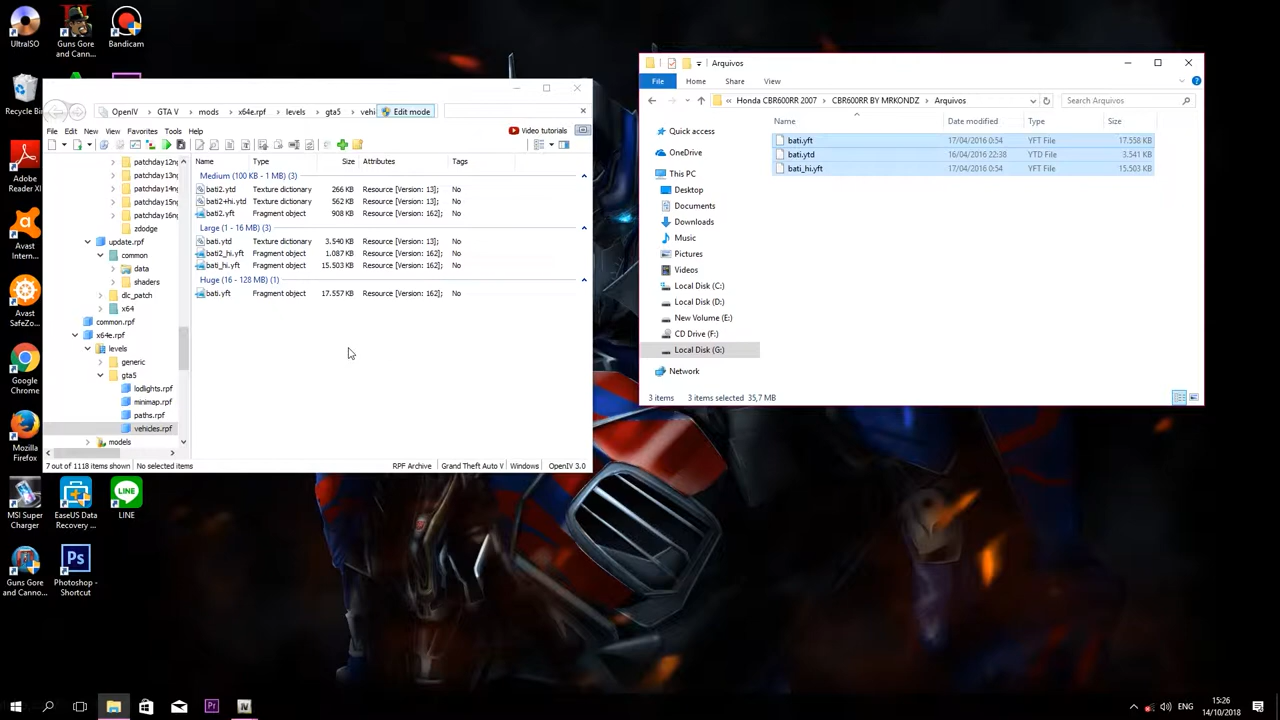 UltraISO
Guns Gore
and Cann...
Bandicam
Recycle Bin
Adobe
Reader XI
Avast
Intern...
Avast
SafeZo...
Google
Chrome
Mozilla
Firefox
MSI Super
Charger
EaseUS Data
Recovery ...
LINE
Guns Gore
and Canno...
Photoshop -
Shortcut
OpenIV
GTA V
mods
x64e.rpf
levels
gta5
vehi
Edit mode
File Edit View Favorites Tools Help
Video tutorials
patchday12ng
patchday13ng
patchday14ng
patchday15ng
patchday16ng
zdodge
update.rpf
common
data
shaders
dlc_patch
x64
common.rpf
x64e.rpf
levels
generic
gta5
lodlights.rpf
minimap.rpf
paths.rpf
vehicles.rpf
models
Name Type Size Attributes Tags
Medium (100 KB - 1 MB) (3)
bati2.ytd Texture dictionary 266 KB Resource [Version: 13]; No
bati2+hi.ytd Texture dictionary 562 KB Resource [Version: 13]; No
bati2.yft Fragment object 908 KB Resource [Version: 162]; No
Large (1 - 16 MB) (3)
bati.ytd Texture dictionary 3.540 KB Resource [Version: 13]; No
bati2_hi.yft Fragment object 1.087 KB Resource [Version: 162]; No
bati_hi.yft Fragment object 15.503 KB Resource [Version: 162]; No
Huge (16 - 128 MB) (1)
bati.yft Fragment object 17.557 KB Resource [Version: 162]; No
7 out of 1118 items shown No selected items RPF Archive Grand Theft Auto V Windows OpenIV 3.0
Arquivos
File Home Share View
« Honda CBR600RR 2007 > CBR600RR BY MRKONDZ > Arquivos
Search Arquivos
Quick access
OneDrive
This PC
Desktop
Documents
Downloads
Music
Pictures
Videos
Local Disk (C:)
Local Disk (D:)
New Volume (E:)
CD Drive (F:)
Local Disk (G:)
Network
Name Date modified Type Size
bati.yft 17/04/2016 0:54 YFT File 17.558 KB
bati.ytd 16/04/2016 22:38 YTD File 3.541 KB
bati_hi.yft 17/04/2016 0:54 YFT File 15.503 KB
3 items 3 items selected 35,7 MB
ENG
15:26
14/10/2018